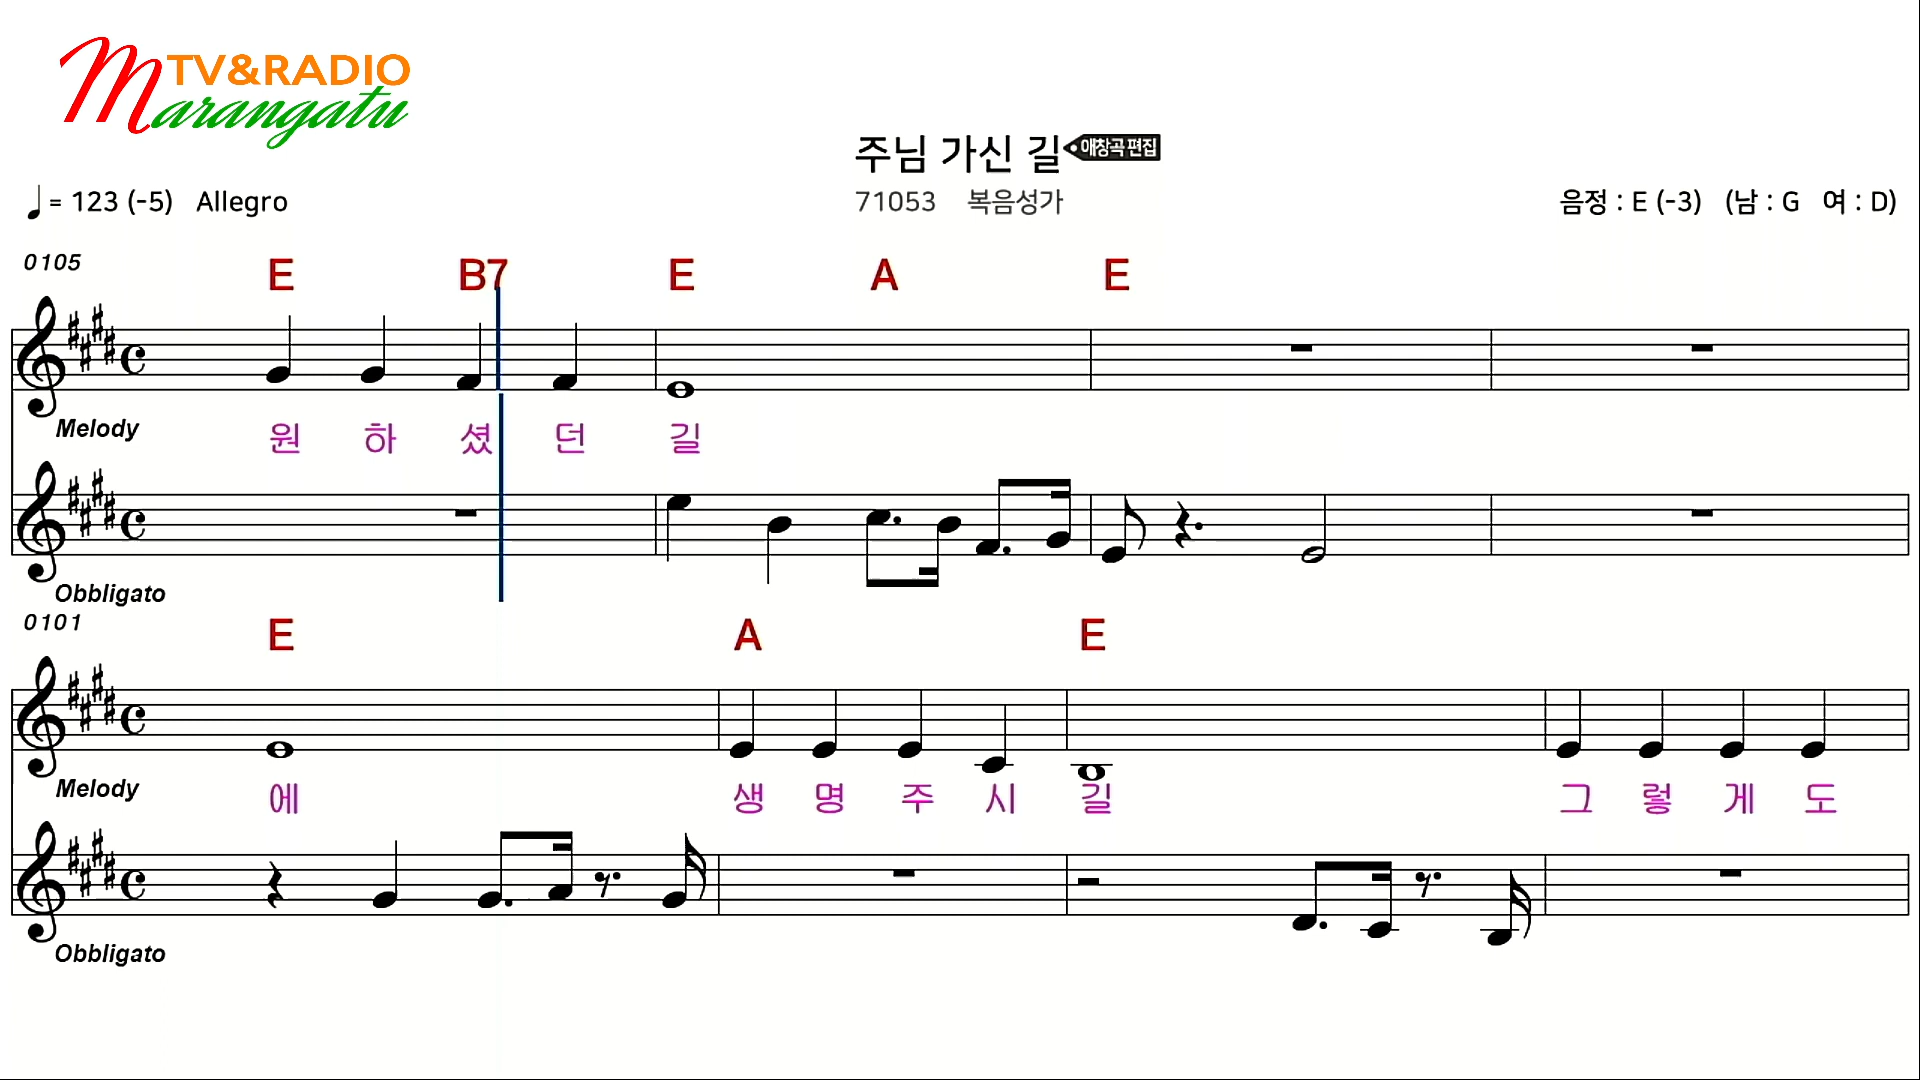 TV&RADIO
Marangatu
주님 가신 길 애창곡 편집
= 123 (-5) Allegro
71053 복음성가
음정 : E (-3) (남 : G 여 : D)
0105
E B7 E A E
Melody
원 하 셨 던 길
Obbligato
0101
E A E
Melody
에 생 명 주 시 길 그 렇 게 도
Obbligato